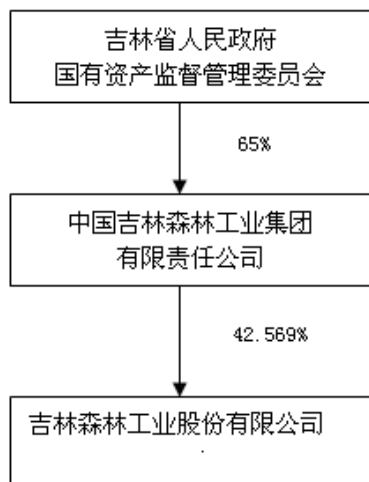 吉林省人民政府
国有资产监督管理委员会
65%
中国吉林森林工业集团
有限责任公司
42.569%
吉林森林工业股份有限公司